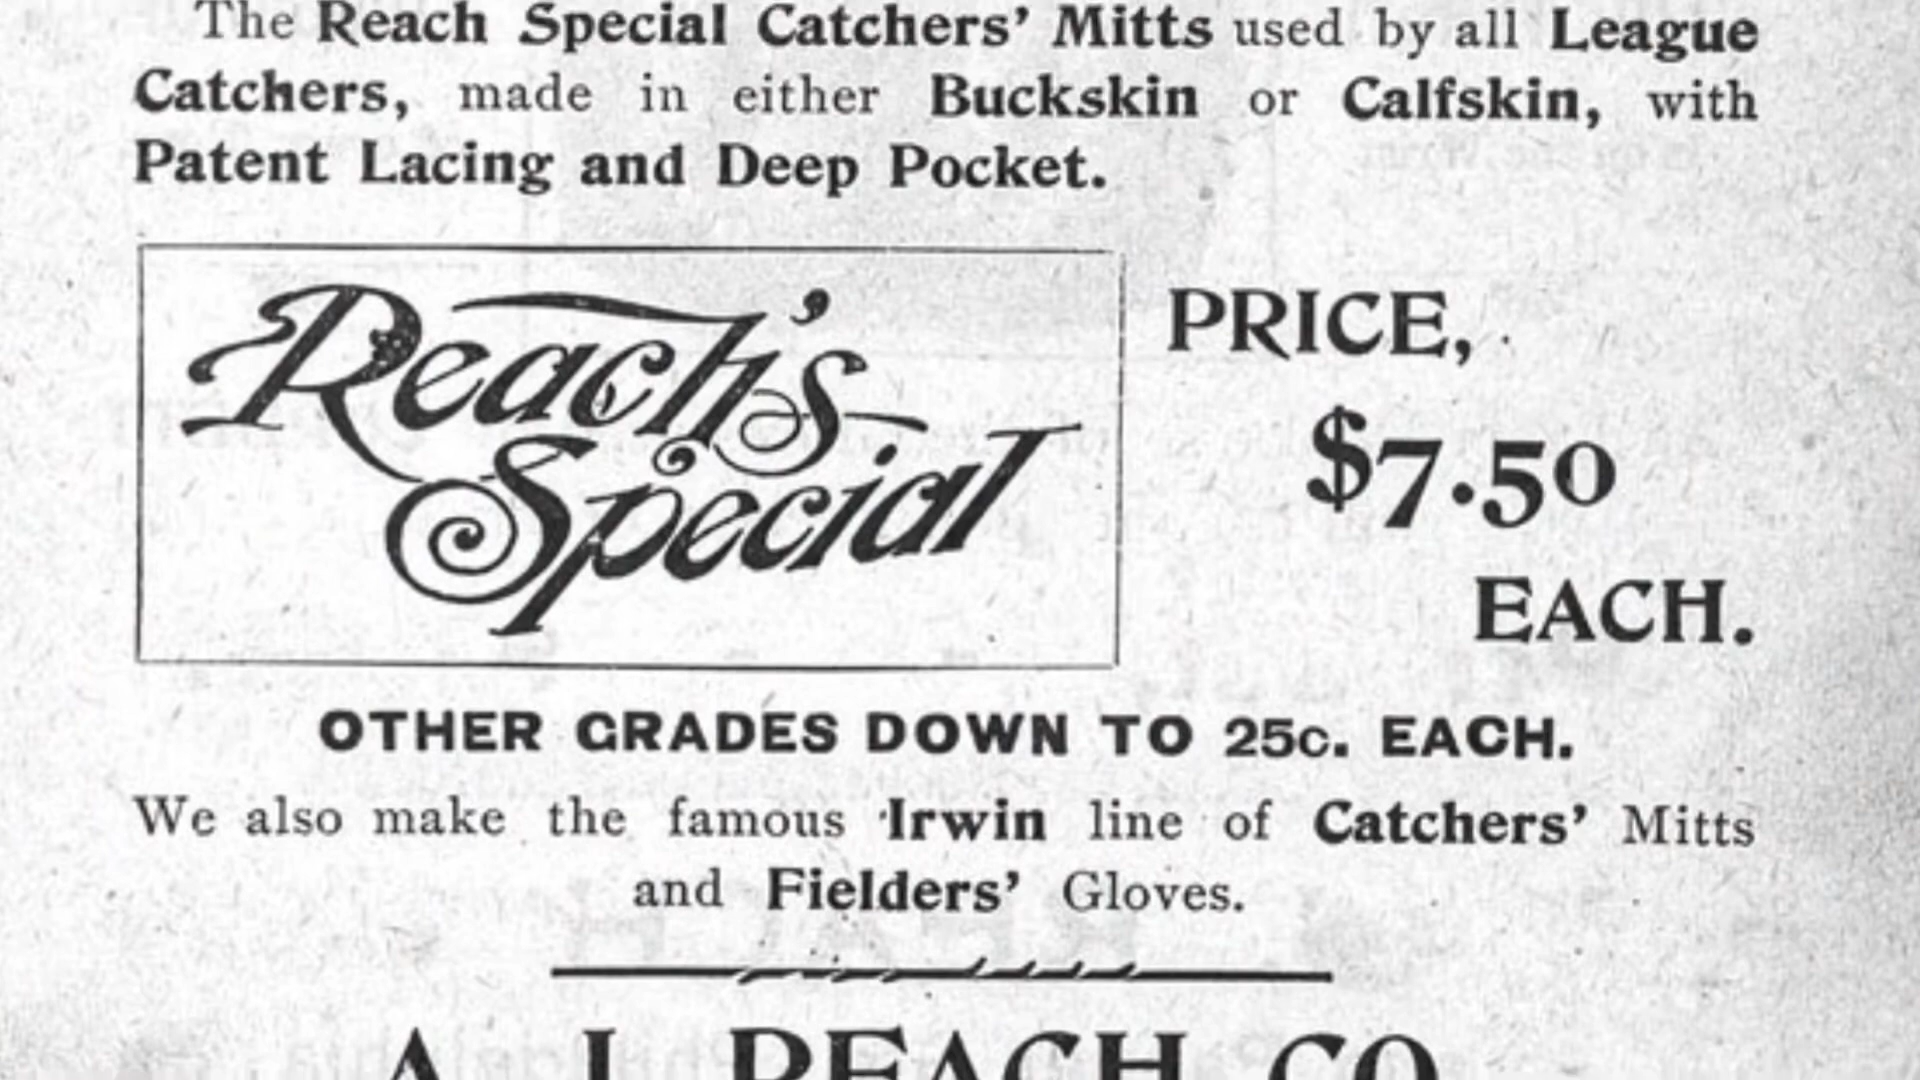 The Reach Special Catchers' Mitts used by all League
Catchers, made in either Buckskin or Calfskin, with
Patent Lacing and Deep Pocket.
Reach's
Special
PRICE,
$7.50
EACH.
OTHER GRADES DOWN TO 25c. EACH.
We also make the famous Irwin line of Catchers' Mitts
and Fielders' Gloves.
A. J. REACH CO